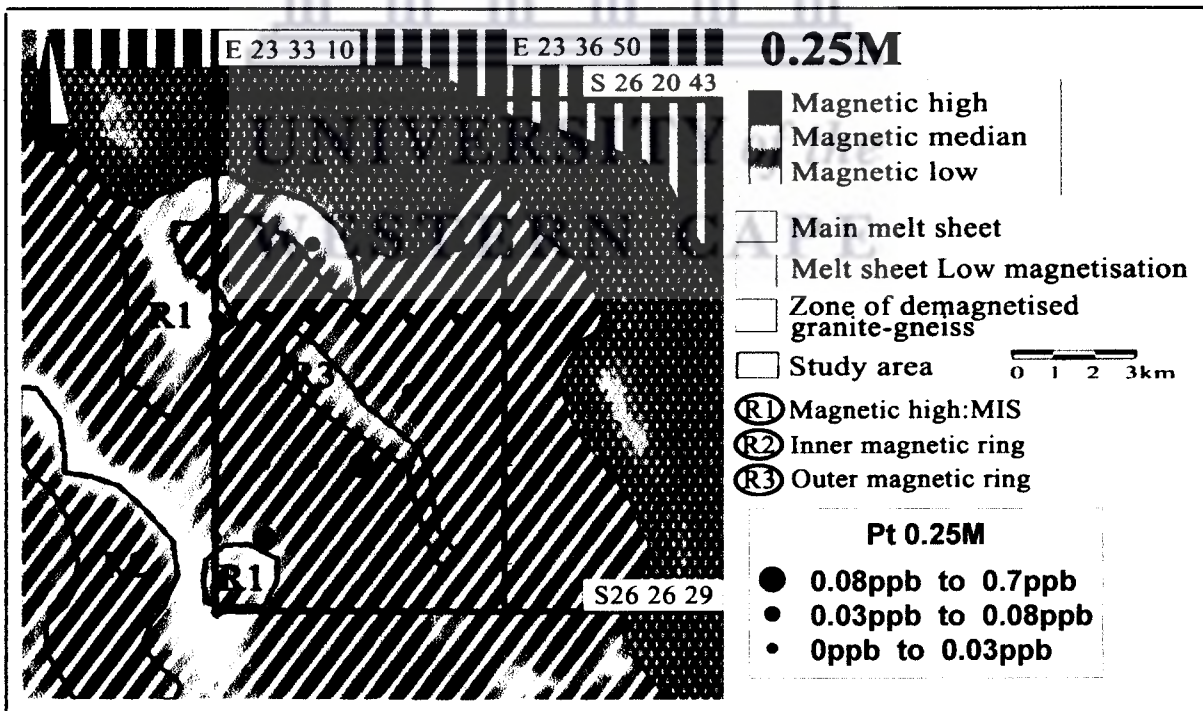 E 23 33 10
E 23 36 50
S 26 20 43
0.25M
Magnetic high
Magnetic median
Magnetic low
UNIVERSITY of the
WESTERN CAPE
Main melt sheet
Melt sheet Low magnetisation
Zone of demagnetised
granite-gneiss
Study area
0 1 2 3km
R1 Magnetic high:MIS
R2 Inner magnetic ring
R3 Outer magnetic ring
R1
R3
R1
S26 26 29
Pt 0.25M
0.08ppb to 0.7ppb
0.03ppb to 0.08ppb
0ppb to 0.03ppb